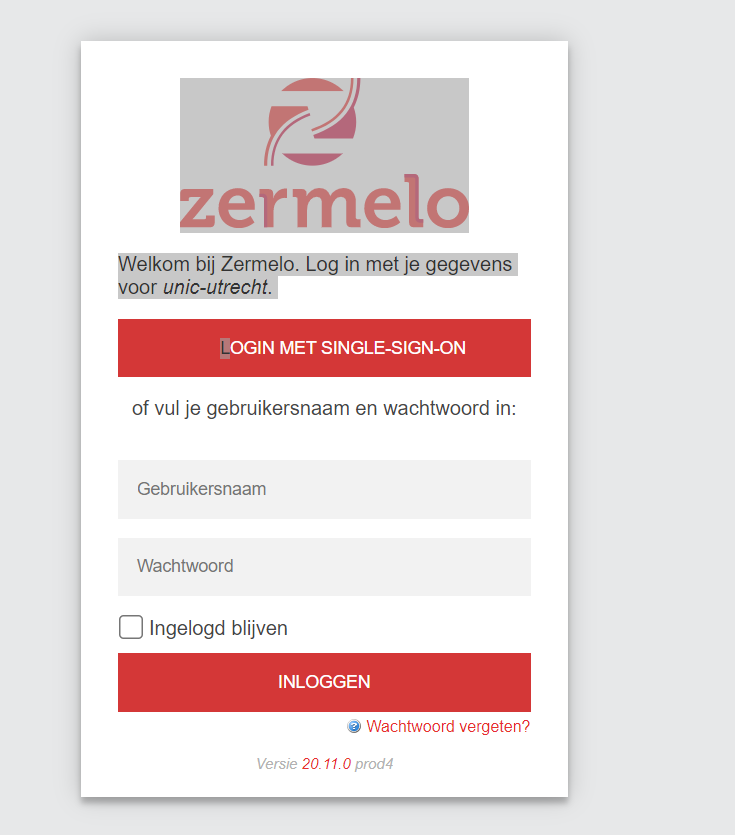 zermelo
Welkom bij Zermelo. Log in met je gegevens
voor unic-utrecht.
LOGIN MET SINGLE-SIGN-ON
of vul je gebruikersnaam en wachtwoord in:
Gebruikersnaam
Wachtwoord
Ingelogd blijven
INLOGGEN
Wachtwoord vergeten?
Versie 20.11.0 prod4